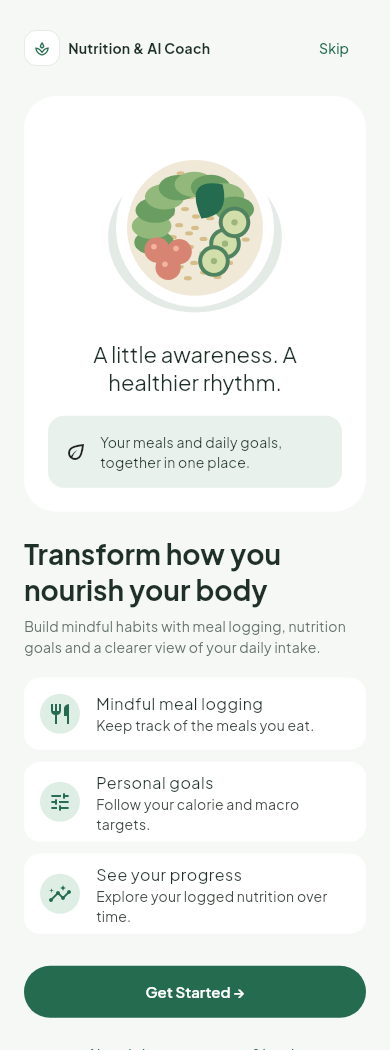 Nutrition & AI Coach
Skip
A little awareness. A
healthier rhythm.
Your meals and daily goals,
together in one place.
Transform how you
nourish your body
Build mindful habits with meal logging, nutrition
goals and a clearer view of your daily intake.
Mindful meal logging
Keep track of the meals you eat.
Personal goals
Follow your calorie and macro
targets.
See your progress
Explore your logged nutrition over
time.
Get Started →